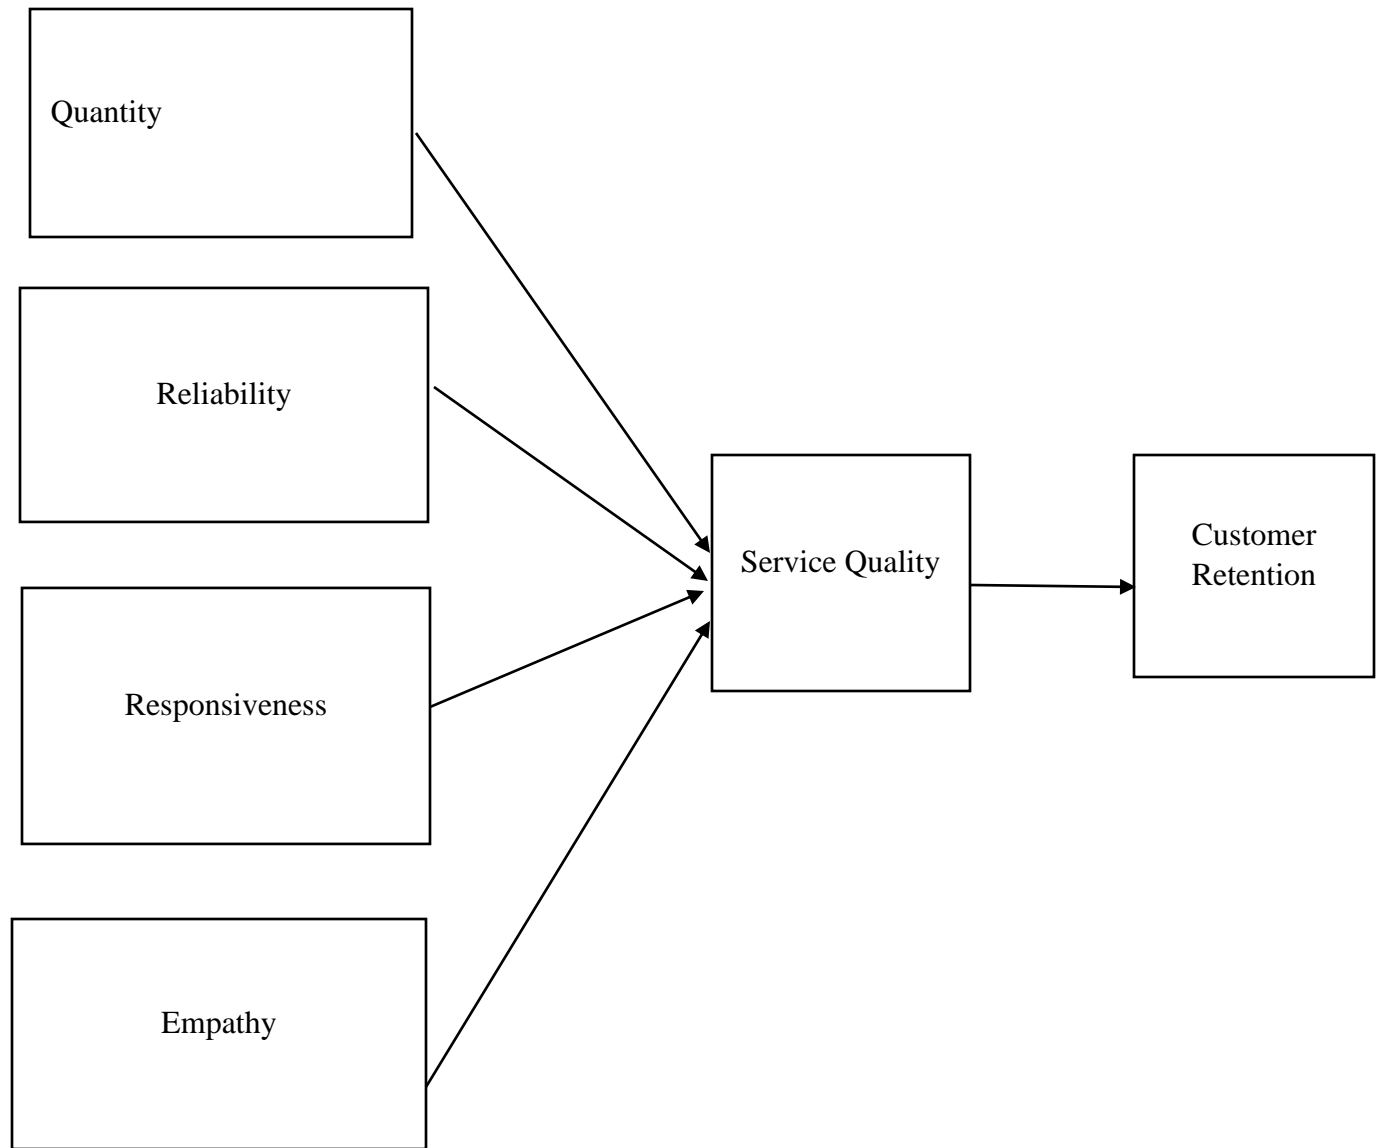 Quantity
Reliability
Responsiveness
Empathy
Service Quality
Customer
Retention